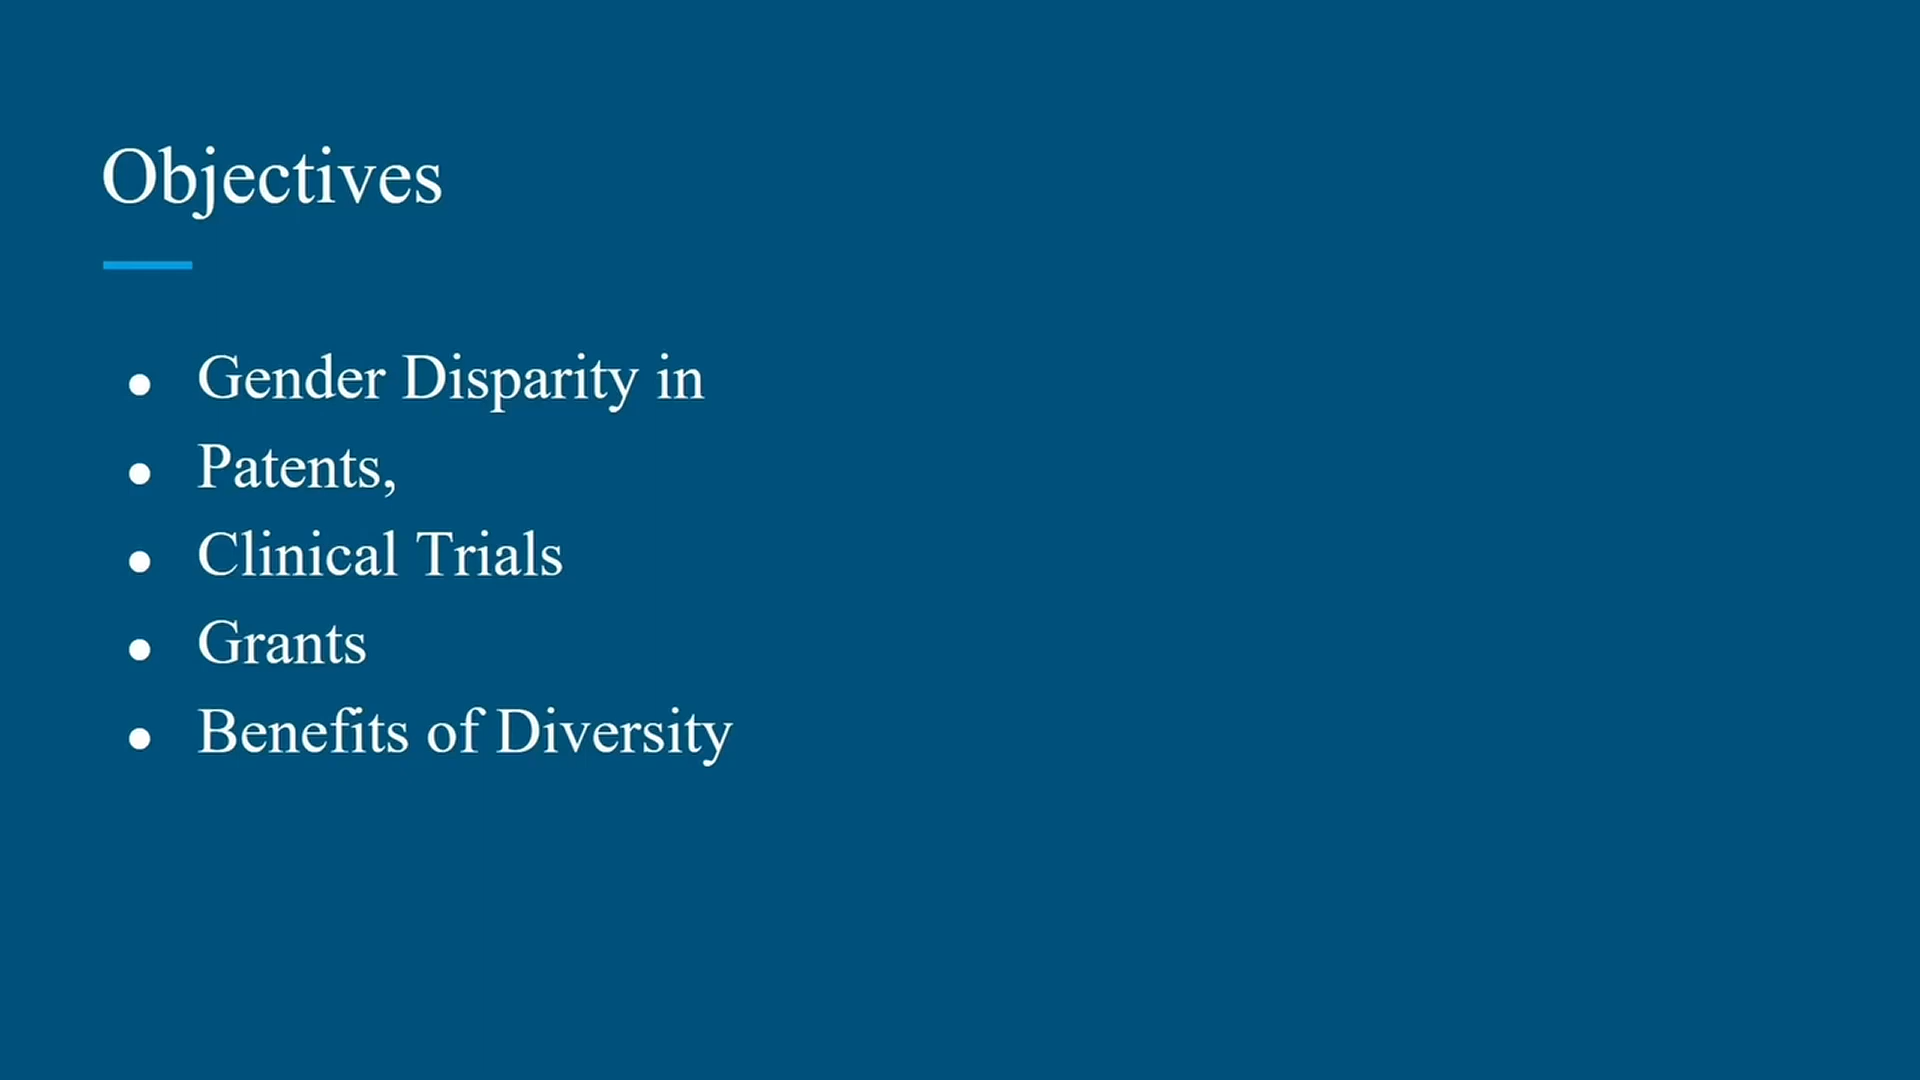 Objectives
● Gender Disparity in
● Patents,
● Clinical Trials
● Grants
● Benefits of Diversity